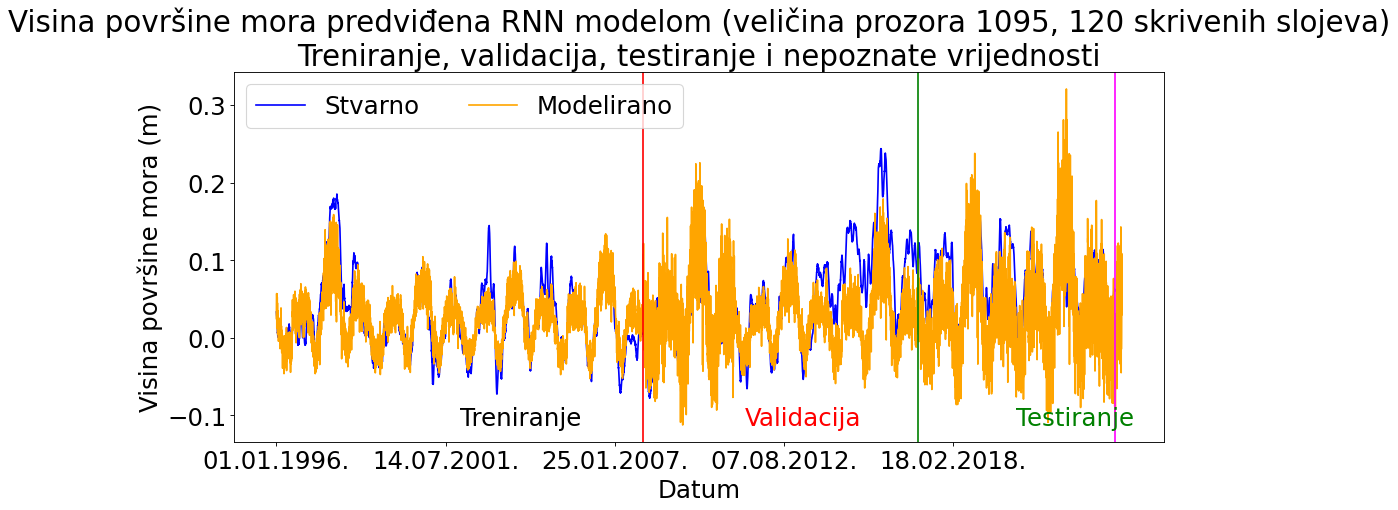 Visina površine mora predviđena RNN modelom (veličina prozora 1095, 120 skrivenih slojeva)
Treniranje, validacija, testiranje i nepoznate vrijednosti
Stvarno Modelirano
Visina površine mora (m)
0.3
0.2
0.1
0.0
−0.1
Treniranje Validacija Testiranje
01.01.1996. 14.07.2001. 25.01.2007. 07.08.2012. 18.02.2018.
Datum